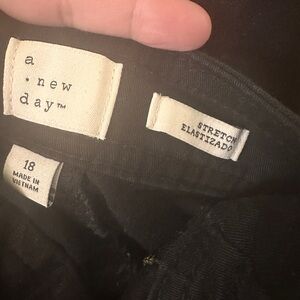 a
• new
day™
STRETCH
ELASTIZADO
18
MADE IN
VIETNAM